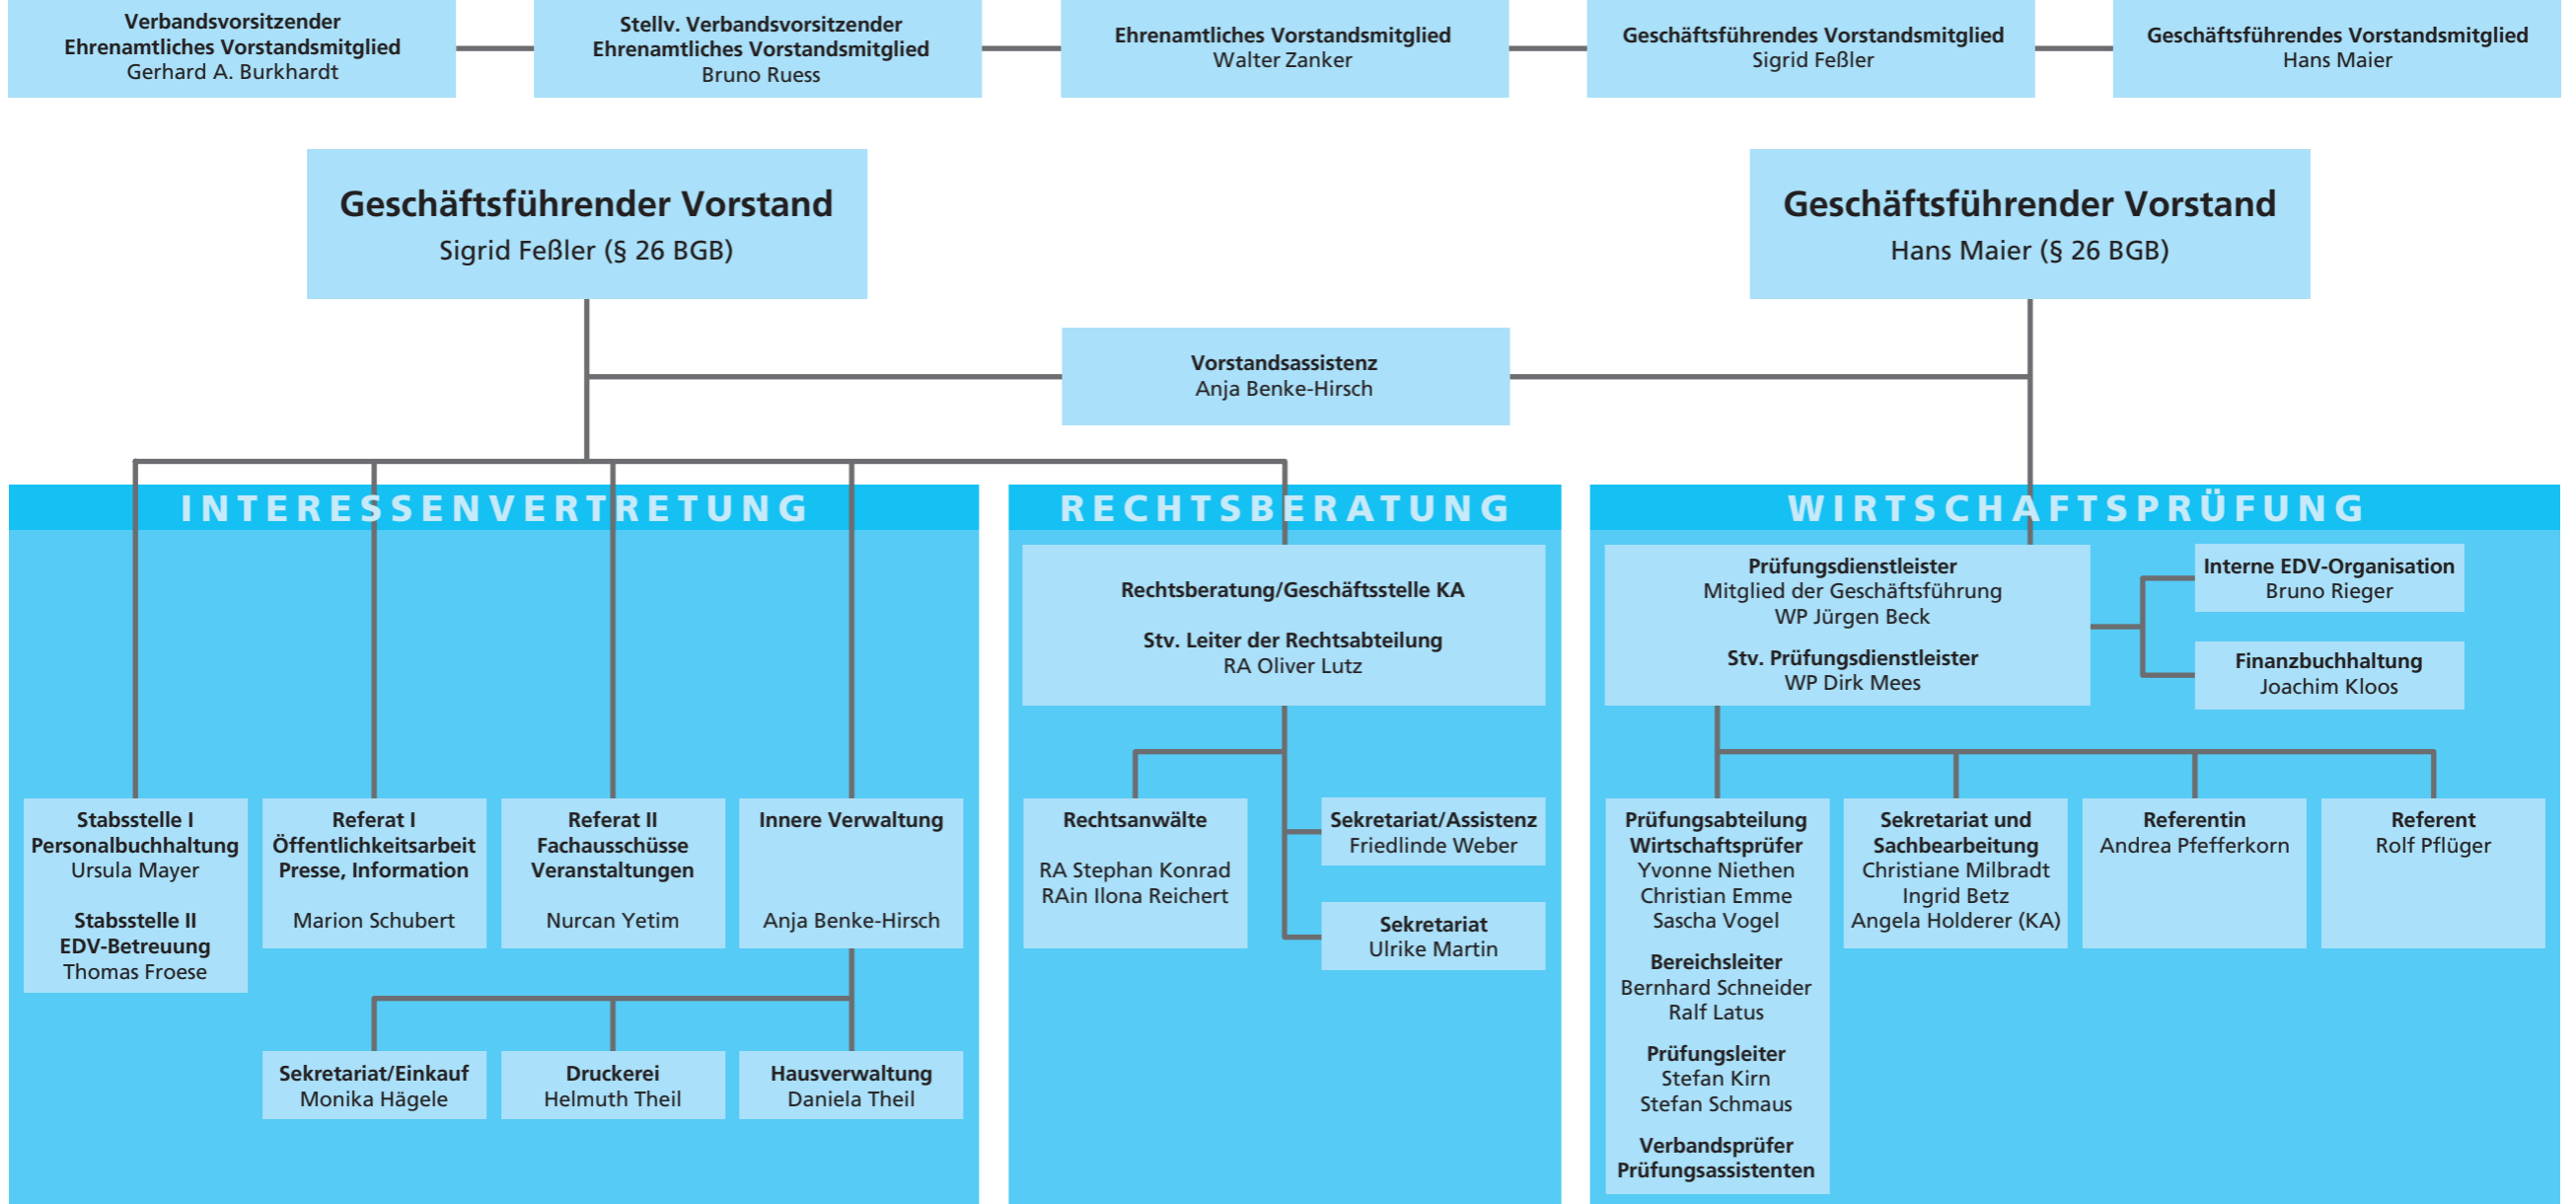 Verbandsvorsitzender
Ehrenamtliches Vorstandsmitglied
Gerhard A. Burkhardt
Stellv. Verbandsvorsitzender
Ehrenamtliches Vorstandsmitglied
Bruno Ruess
Ehrenamtliches Vorstandsmitglied
Walter Zanker
Geschäftsführendes Vorstandsmitglied
Sigrid Feßler
Geschäftsführendes Vorstandsmitglied
Hans Maier
Geschäftsführender Vorstand
Sigrid Feßler (§ 26 BGB)
Geschäftsführender Vorstand
Hans Maier (§ 26 BGB)
Vorstandsassistenz
Anja Benke-Hirsch
INTERESSENVERTRETUNG
Stabsstelle I
Personalbuchhaltung
Ursula Mayer
Stabsstelle II
EDV-Betreuung
Thomas Froese
Referat I
Öffentlichkeitsarbeit
Presse, Information
Marion Schubert
Referat II
Fachausschüsse
Veranstaltungen
Nurcan Yetim
Innere Verwaltung
Anja Benke-Hirsch
Sekretariat/Einkauf
Monika Hägele
Druckerei
Helmuth Theil
Hausverwaltung
Daniela Theil
RECHTSBERATUNG
Rechtsberatung/Geschäftsstelle KA
Stv. Leiter der Rechtsabteilung
RA Oliver Lutz
Rechtsanwälte
RA Stephan Konrad
RAin Ilona Reichert
Sekretariat/Assistenz
Friedlinde Weber
Sekretariat
Ulrike Martin
WIRTSCHAFTSPRÜFUNG
Prüfungsdienstleister
Mitglied der Geschäftsführung
WP Jürgen Beck
Stv. Prüfungsdienstleister
WP Dirk Mees
Interne EDV-Organisation
Bruno Rieger
Finanzbuchhaltung
Joachim Kloos
Prüfungsabteilung
Wirtschaftsprüfer
Yvonne Niethen
Christian Emme
Sascha Vogel
Bereichsleiter
Bernhard Schneider
Ralf Latus
Prüfungsleiter
Stefan Kirn
Stefan Schmaus
Verbandsprüfer
Prüfungsassistenten
Sekretariat und
Sachbearbeitung
Christiane Milbradt
Ingrid Betz
Angela Holderer (KA)
Referentin
Andrea Pfefferkorn
Referent
Rolf Pflüger